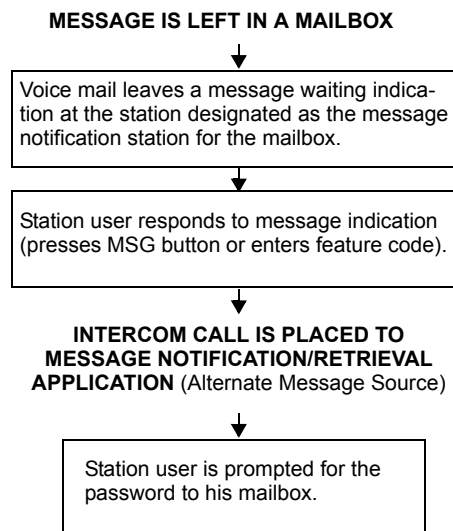 MESSAGE IS LEFT IN A MAILBOX
Voice mail leaves a message waiting indica-
tion at the station designated as the message
notification station for the mailbox.
Station user responds to message indication
(presses MSG button or enters feature code).
INTERCOM CALL IS PLACED TO
MESSAGE NOTIFICATION/RETRIEVAL
APPLICATION (Alternate Message Source)
Station user is prompted for the
password to his mailbox.